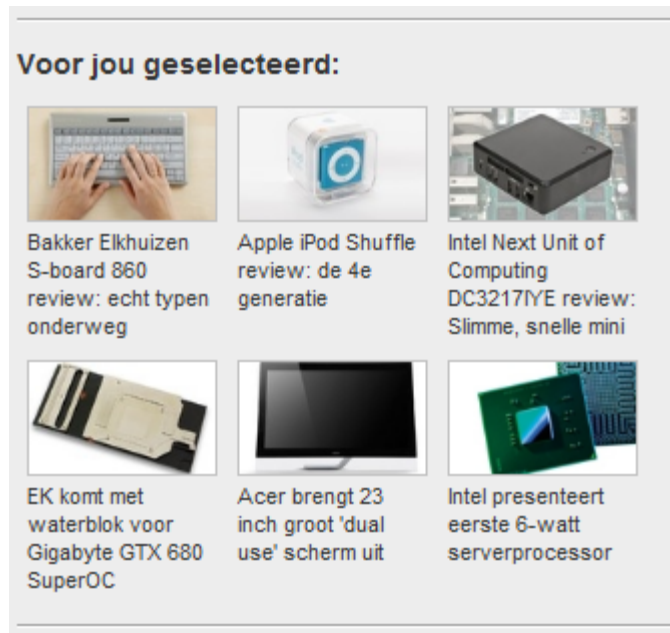 Voor jou geselecteerd:
Bakker Elkhuizen
S-board 860
review: echt typen
onderweg
Apple iPod Shuffle
review: de 4e
generatie
Intel Next Unit of
Computing
DC3217IYE review:
Slimme, snelle mini
EK komt met
waterblok voor
Gigabyte GTX 680
SuperOC
Acer brengt 23
inch groot 'dual
use' scherm uit
Intel presenteert
eerste 6-watt
serverprocessor